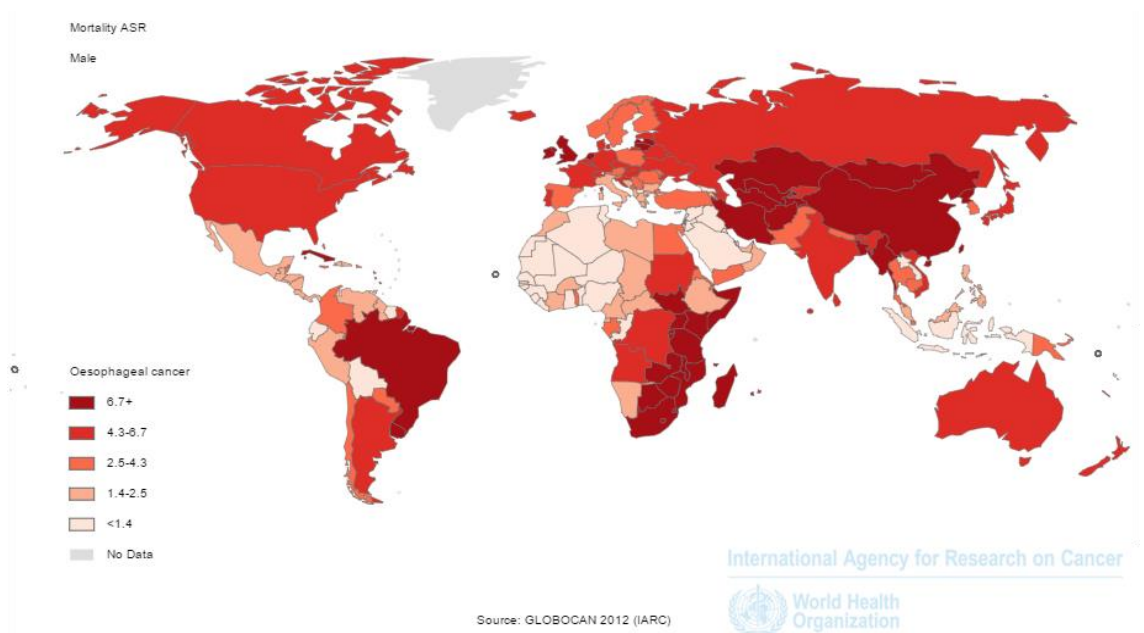 Mortality ASR
Male
Oesophageal cancer
6.7+
4.3-6.7
2.5-4.3
1.4-2.5
<1.4
No Data
International Agency for Research on Cancer
World Health
Organization
Source: GLOBOCAN 2012 (IARC)